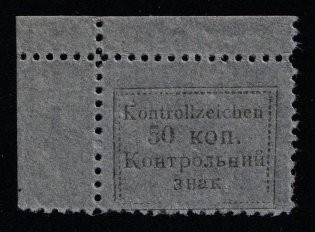 Kontrollzeichen
50 коп.
Контрольний
знак